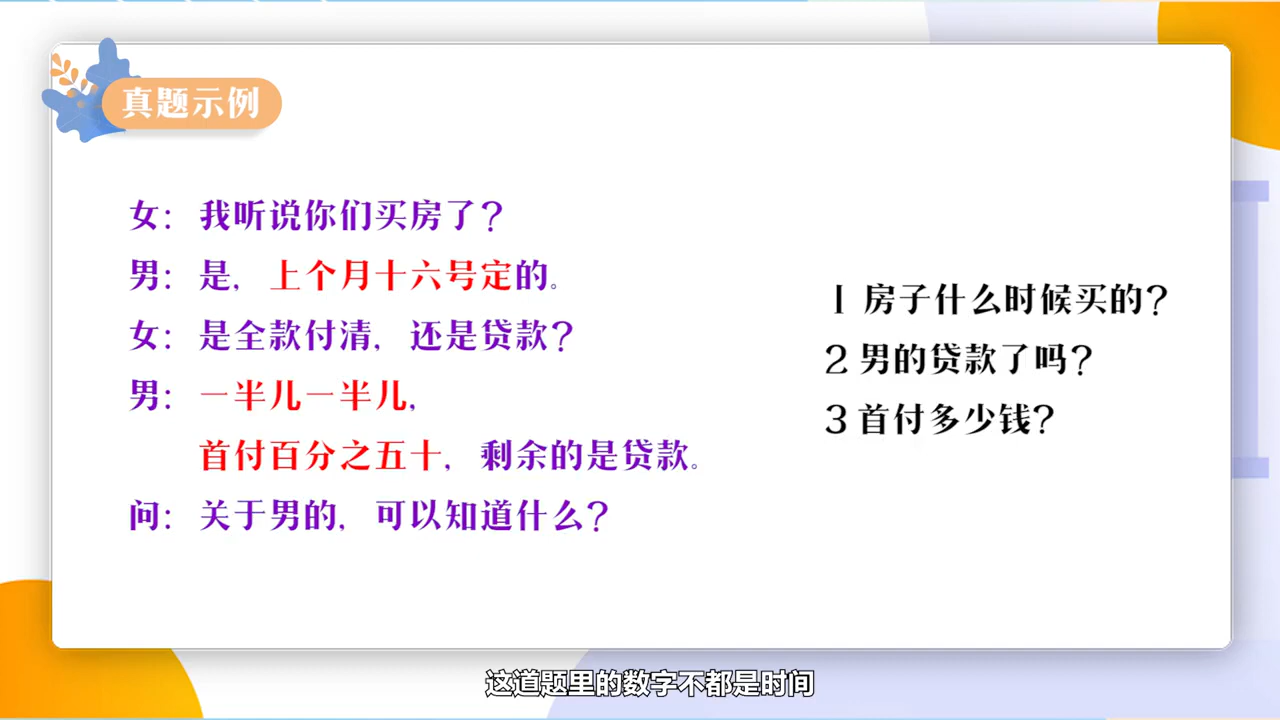 真题示例
女：我听说你们买房了？
男：是，上个月十六号定的。
女：是全款付清，还是贷款？
男：一半儿一半儿，
首付百分之五十，剩余的是贷款。
问：关于男的，可以知道什么？
1 房子什么时候买的？
2 男的贷款了吗？
3 首付多少钱？
这道题里的数字不都是时间